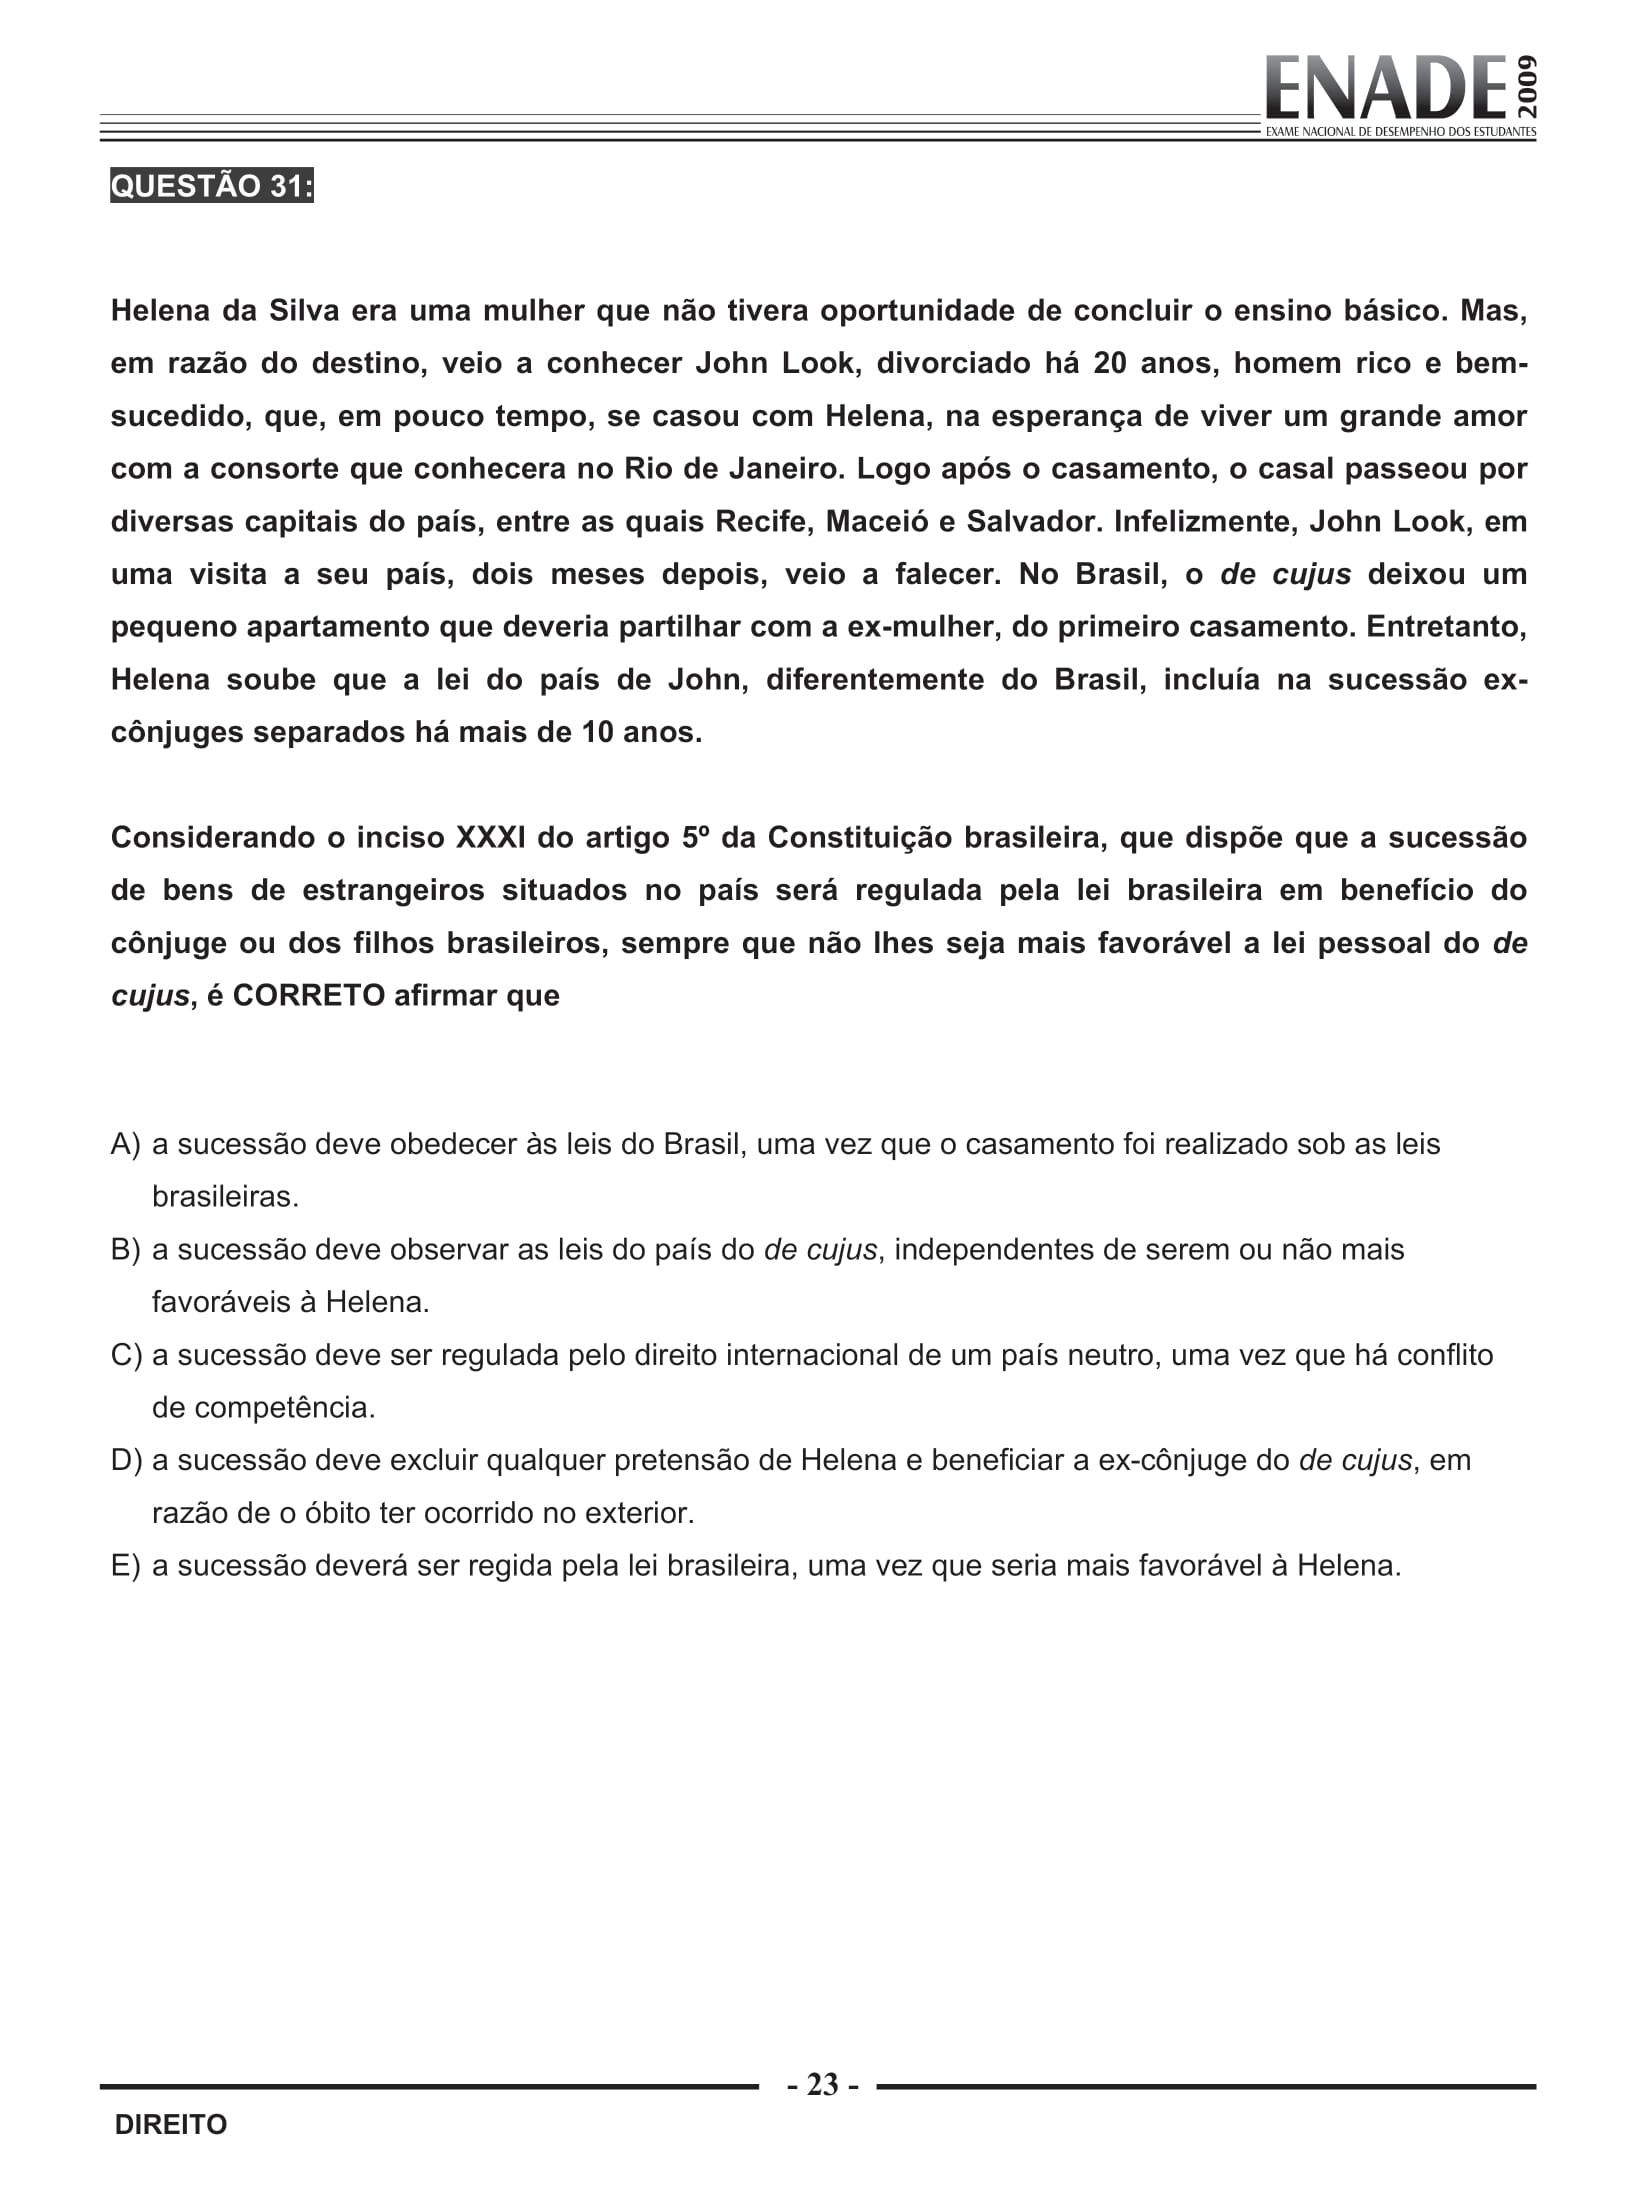 ENADE 2009
EXAME NACIONAL DE DESEMPENHO DOS ESTUDANTES
QUESTÃO 31:
Helena da Silva era uma mulher que não tivera oportunidade de concluir o ensino básico. Mas,
em razão do destino, veio a conhecer John Look, divorciado há 20 anos, homem rico e bem-
sucedido, que, em pouco tempo, se casou com Helena, na esperança de viver um grande amor
com a consorte que conhecera no Rio de Janeiro. Logo após o casamento, o casal passeou por
diversas capitais do país, entre as quais Recife, Maceió e Salvador. Infelizmente, John Look, em
uma visita a seu país, dois meses depois, veio a falecer. No Brasil, o de cujus deixou um
pequeno apartamento que deveria partilhar com a ex-mulher, do primeiro casamento. Entretanto,
Helena soube que a lei do país de John, diferentemente do Brasil, incluía na sucessão ex-
cônjuges separados há mais de 10 anos.
Considerando o inciso XXXI do artigo 5º da Constituição brasileira, que dispõe que a sucessão
de bens de estrangeiros situados no país será regulada pela lei brasileira em benefício do
cônjuge ou dos filhos brasileiros, sempre que não lhes seja mais favorável a lei pessoal do de
cujus, é CORRETO afirmar que
A) a sucessão deve obedecer às leis do Brasil, uma vez que o casamento foi realizado sob as leis
brasileiras.
B) a sucessão deve observar as leis do país do de cujus, independentes de serem ou não mais
favoráveis à Helena.
C) a sucessão deve ser regulada pelo direito internacional de um país neutro, uma vez que há conflito
de competência.
D) a sucessão deve excluir qualquer pretensão de Helena e beneficiar a ex-cônjuge do de cujus, em
razão de o óbito ter ocorrido no exterior.
E) a sucessão deverá ser regida pela lei brasileira, uma vez que seria mais favorável à Helena.
- 23 -
DIREITO